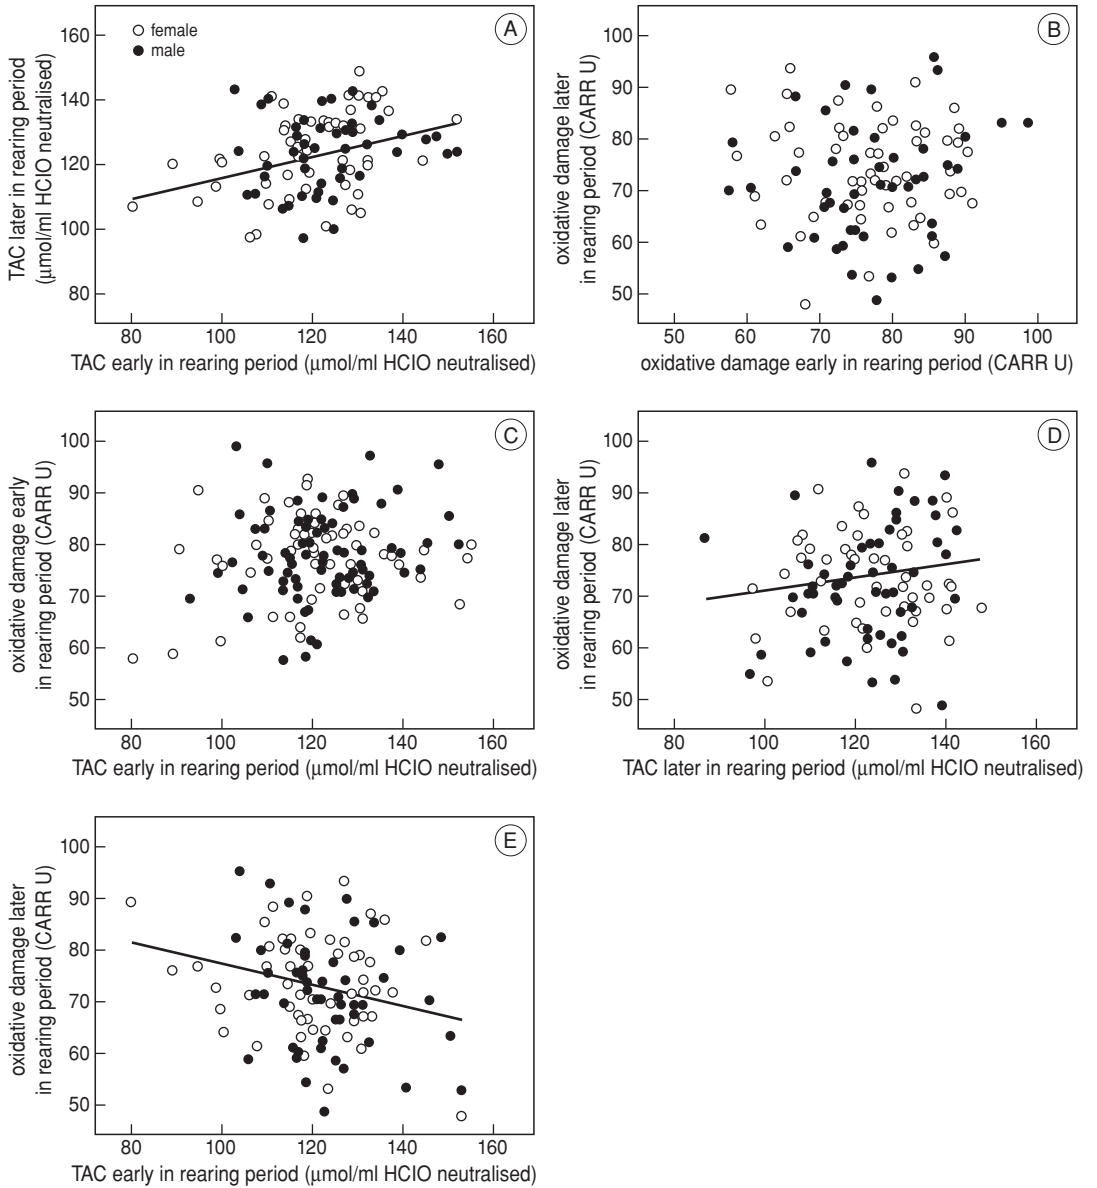 A
female
male
TAC later in rearing period
(μmol/ml HClO neutralised)
160
140
120
100
80
80 100 120 140 160
TAC early in rearing period (μmol/ml HClO neutralised)
B
oxidative damage later
in rearing period (CARR U)
100
90
80
70
60
50
50 60 70 80 90 100
oxidative damage early in rearing period (CARR U)
C
oxidative damage early
in rearing period (CARR U)
100
90
80
70
60
50
80 100 120 140 160
TAC early in rearing period (μmol/ml HClO neutralised)
D
oxidative damage later
in rearing period (CARR U)
100
90
80
70
60
50
80 100 120 140 160
TAC later in rearing period (μmol/ml HClO neutralised)
E
oxidative damage later
in rearing period (CARR U)
100
90
80
70
60
50
80 100 120 140 160
TAC early in rearing period (μmol/ml HClO neutralised)